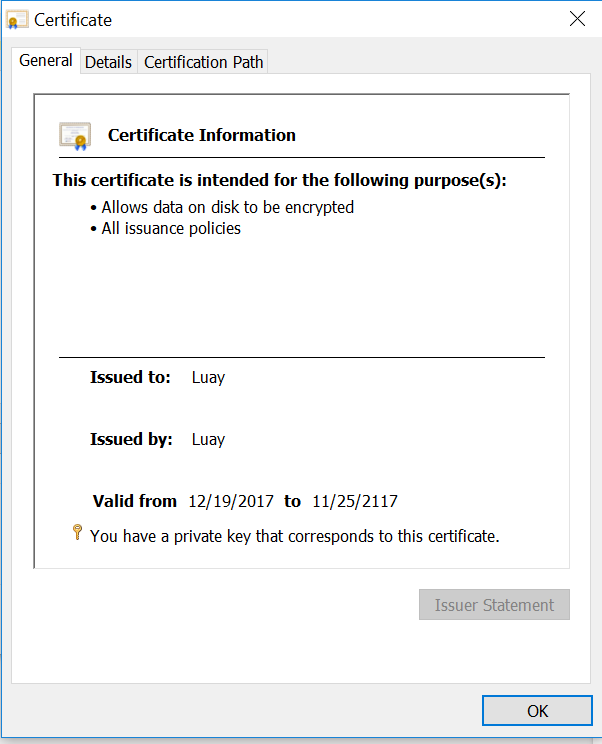 Certificate
General Details Certification Path
Certificate Information
This certificate is intended for the following purpose(s):
• Allows data on disk to be encrypted
• All issuance policies
Issued to: Luay
Issued by: Luay
Valid from 12/19/2017 to 11/25/2117
You have a private key that corresponds to this certificate.
Issuer Statement
OK